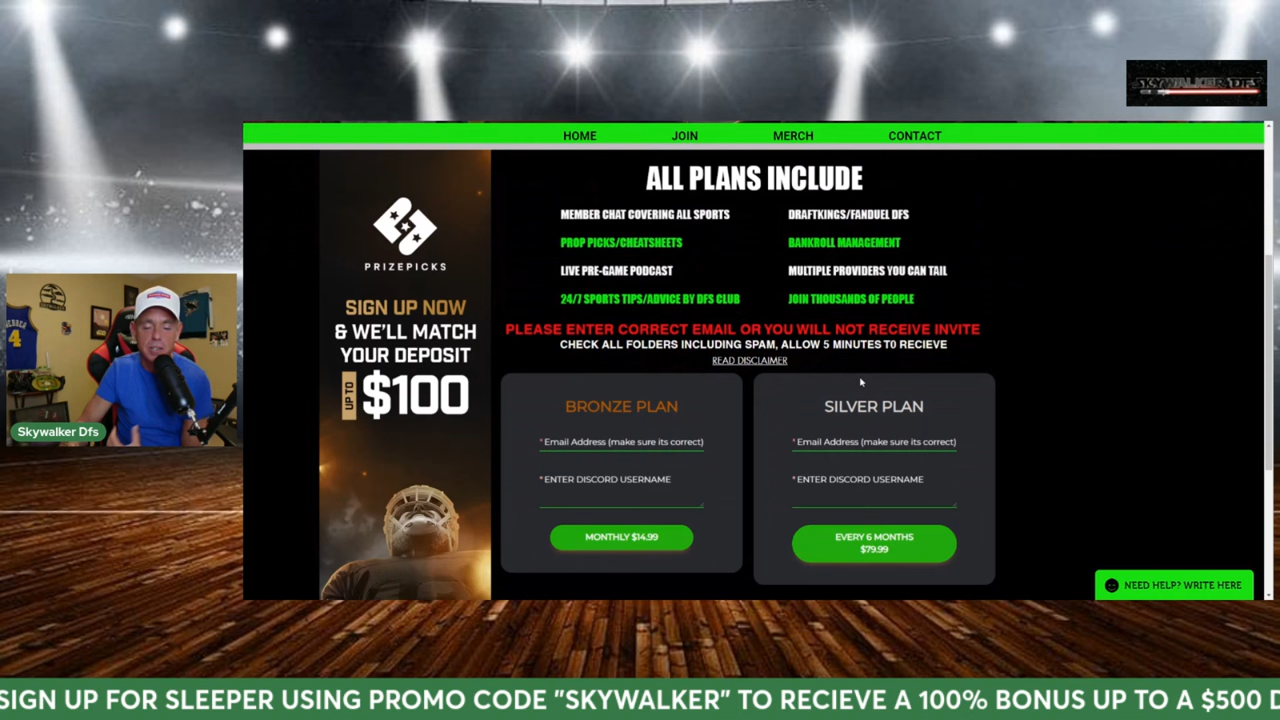 SKYWALKER DFS
HOME JOIN MERCH CONTACT
PRIZEPICKS
SIGN UP NOW
& WE'LL MATCH
YOUR DEPOSIT
UP TO $100
ALL PLANS INCLUDE
MEMBER CHAT COVERING ALL SPORTS
DRAFTKINGS/FANDUEL DFS
PROP PICKS/CHEATSHEETS
BANKROLL MANAGEMENT
LIVE PRE-GAME PODCAST
MULTIPLE PROVIDERS YOU CAN TAIL
24/7 SPORTS TIPS/ADVICE BY DFS CLUB
JOIN THOUSANDS OF PEOPLE
PLEASE ENTER CORRECT EMAIL OR YOU WILL NOT RECEIVE INVITE
CHECK ALL FOLDERS INCLUDING SPAM, ALLOW 5 MINUTES TO RECIEVE
READ DISCLAIMER
BRONZE PLAN
* Email Address (make sure its correct)
* ENTER DISCORD USERNAME
MONTHLY $14.99
SILVER PLAN
* Email Address (make sure its correct)
* ENTER DISCORD USERNAME
EVERY 6 MONTHS
$79.99
NEED HELP? WRITE HERE
4
Skywalker Dfs
SIGN UP FOR SLEEPER USING PROMO CODE "SKYWALKER" TO RECIEVE A 100% BONUS UP TO A $500 D